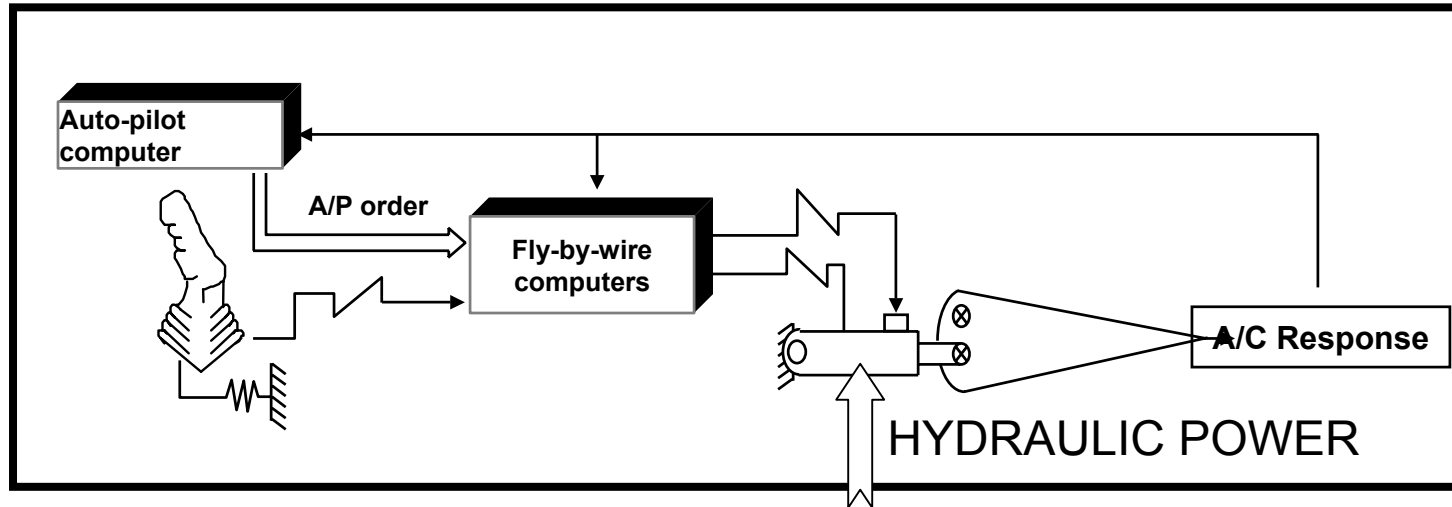 Auto-pilot
computer
A/P order
Fly-by-wire
computers
A/C Response
HYDRAULIC POWER